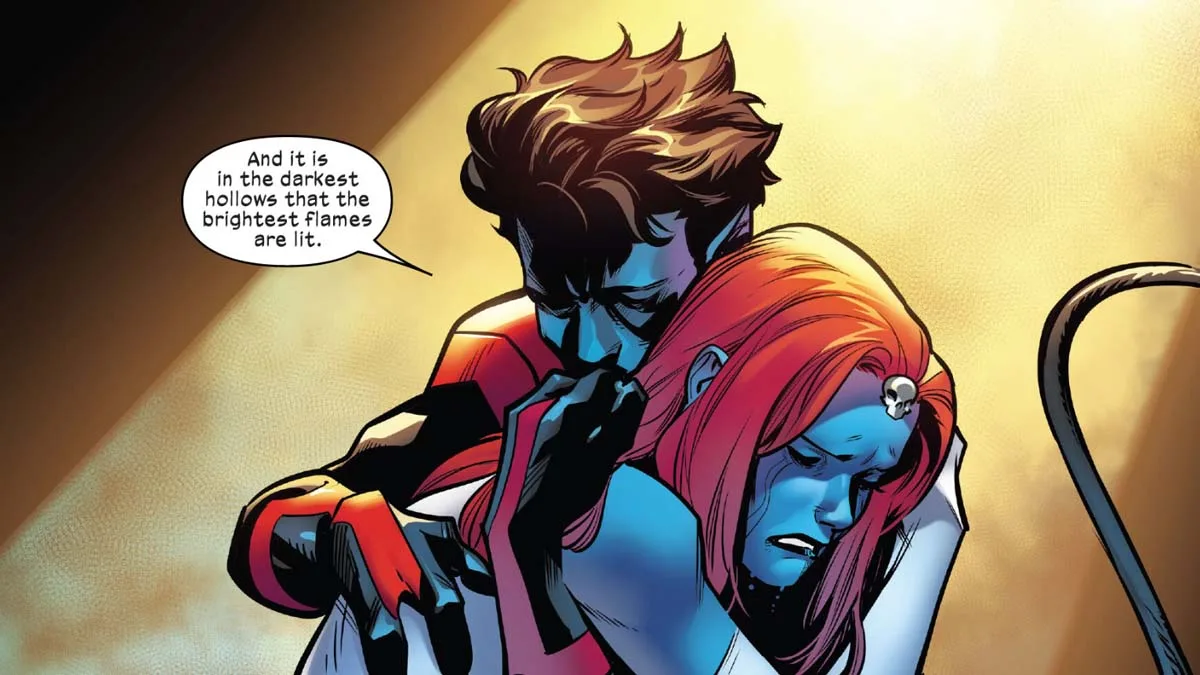 And it is
in the darkest
hollows that the
brightest flames
are lit.